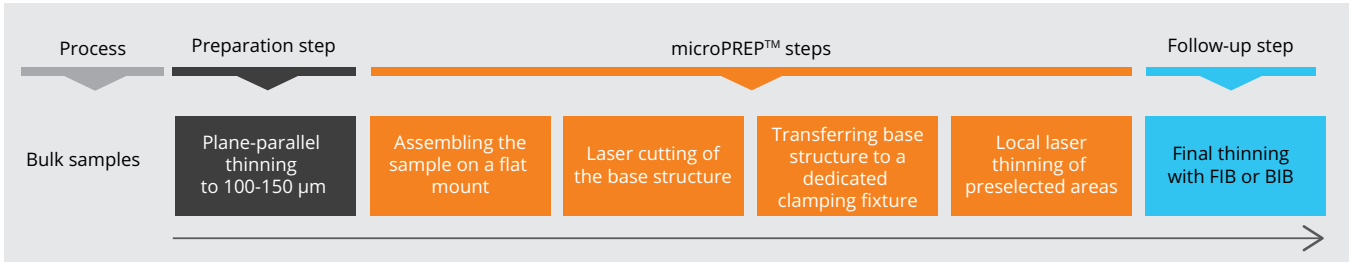 Process
Preparation step
microPREP™ steps
Follow-up step
Bulk samples
Plane-parallel
thinning
to 100-150 µm
Assembling the
sample on a flat
mount
Laser cutting of
the base structure
Transferring base
structure to a
dedicated
clamping fixture
Local laser
thinning of
preselected areas
Final thinning
with FIB or BIB